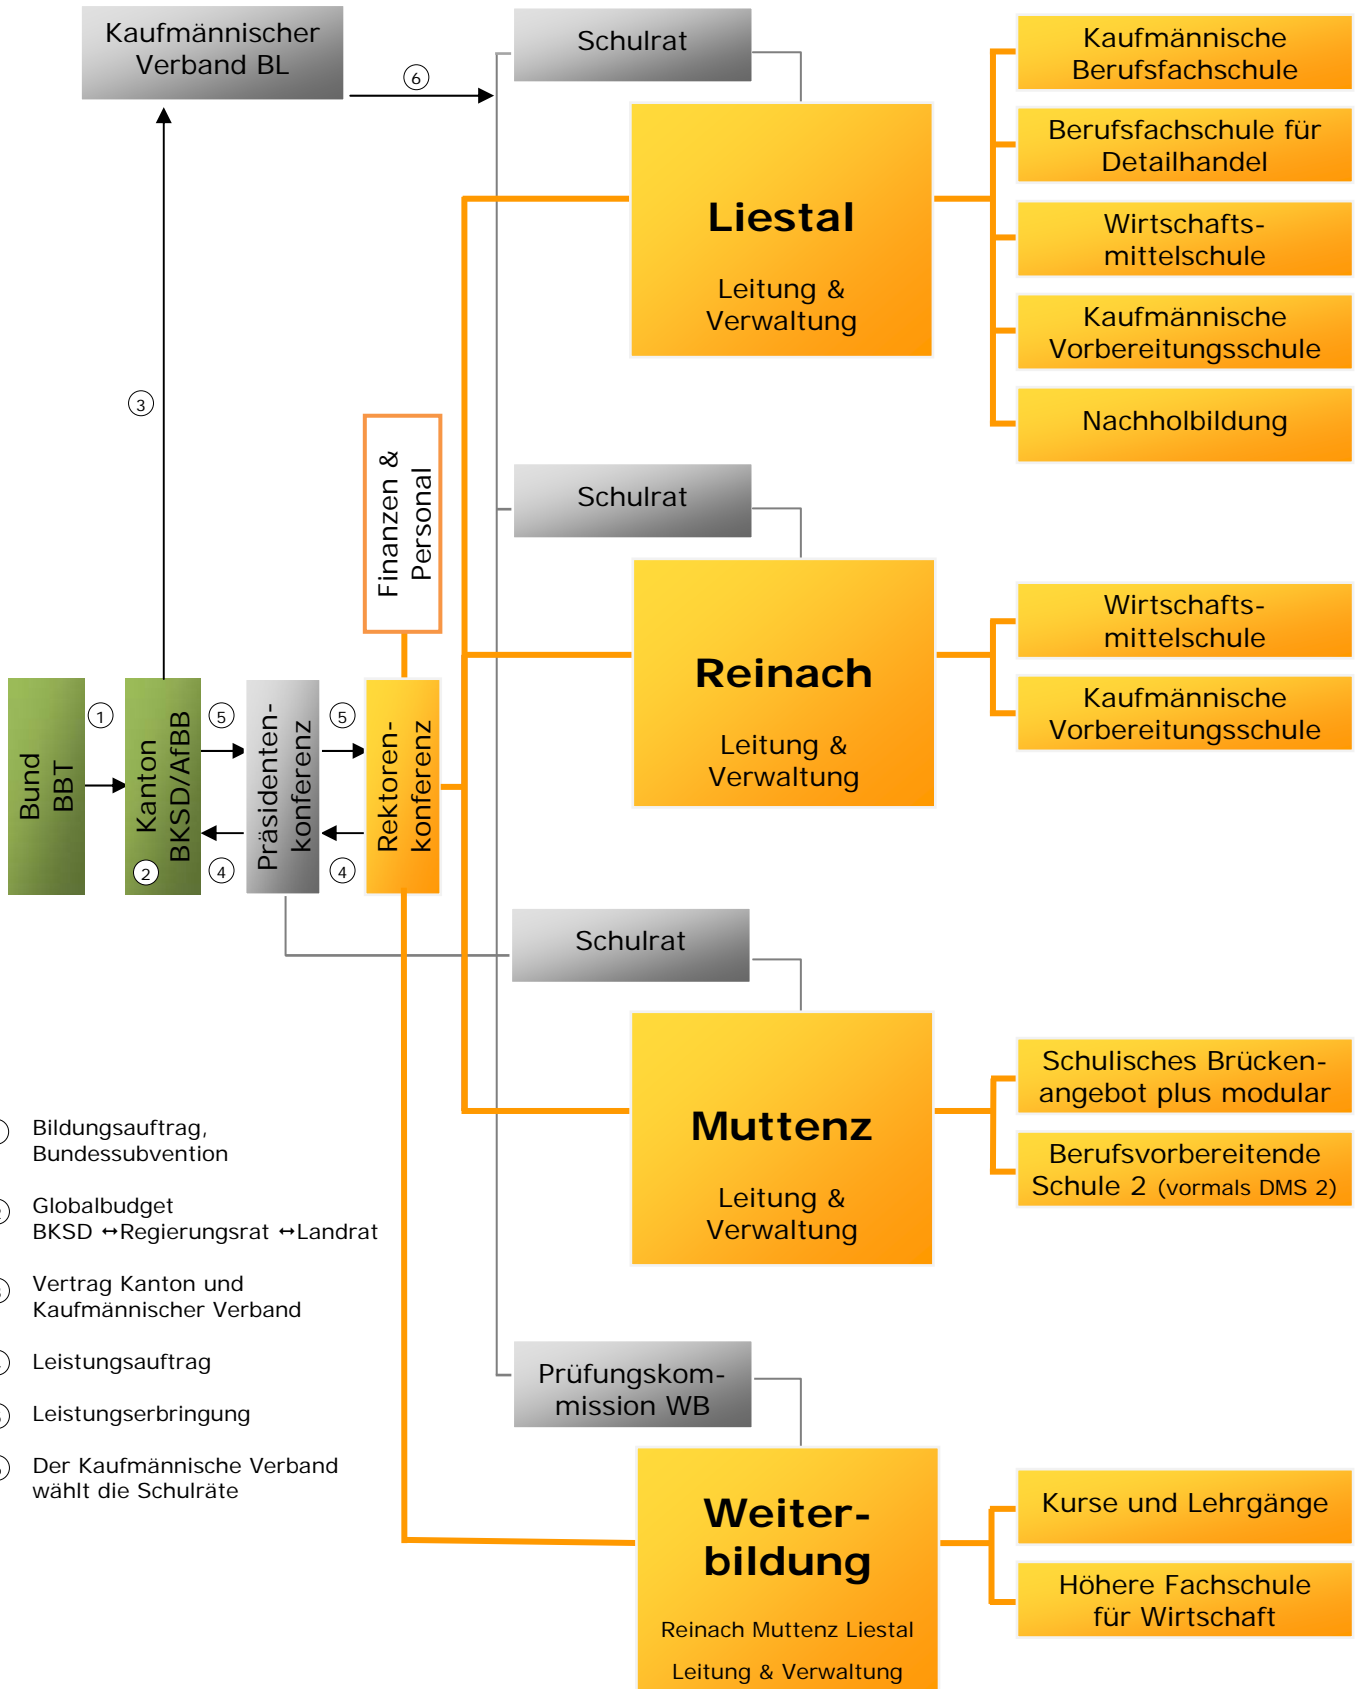 Kaufmännischer
Verband BL
⑥
Schulrat
Kaufmännische
Berufsfachschule
Berufsfachschule für
Detailhandel
Liestal
Leitung &
Verwaltung
Wirtschafts-
mittelschule
Kaufmännische
Vorbereitungsschule
Nachholbildung
③
Finanzen &
Personal
Schulrat
Reinach
Leitung &
Verwaltung
Wirtschafts-
mittelschule
Kaufmännische
Vorbereitungsschule
Bund
BBT
①
Kanton
BKSD/AfBB
②
⑤
④
Präsidenten-
konferenz
⑤
④
Rektoren-
konferenz
Schulrat
Muttenz
Leitung &
Verwaltung
Schulisches Brücken-
angebot plus modular
Berufsvorbereitende
Schule 2 (vormals DMS 2)
Bildungsauftrag,
Bundessubvention
Globalbudget
BKSD ↔Regierungsrat ↔Landrat
Vertrag Kanton und
Kaufmännischer Verband
Leistungsauftrag
Leistungserbringung
Der Kaufmännische Verband
wählt die Schulräte
Prüfungskom-
mission WB
Weiter-
bildung
Reinach Muttenz Liestal
Leitung & Verwaltung
Kurse und Lehrgänge
Höhere Fachschule
für Wirtschaft